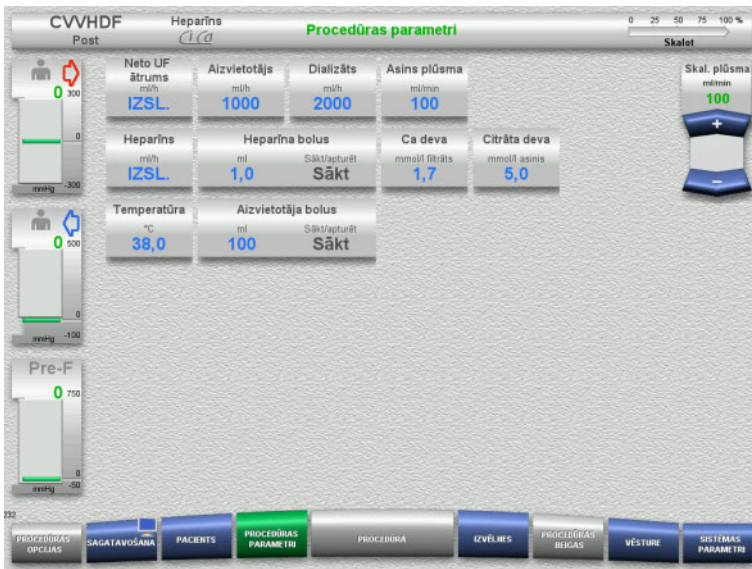 CVVHDF
Post
Heparīns
CiCa
Procedūras parametri
0 25 50 75 100 %
Skalot
0 300
0
mmHg -300
Neto UF ātrums
ml/h
IZSL.
Aizvietotājs
ml/h
1000
Dializāts
ml/h
2000
Asins plūsma
ml/min
100
Skal. plūsma
ml/min
100
+
–
Heparīns
ml/h
IZSL.
Heparīna bolus
ml Sākt/apturēt
1,0 Sākt
Ca deva
mmol/l filtrāts
1,7
Citrāta deva
mmol/l asinis
5,0
0 500
0
mmHg -100
Temperatūra
°C
38,0
Aizvietotāja bolus
ml Sākt/apturēt
100 Sākt
Pre-F
0 750
0
mmHg -50
232
PROCEDŪRAS OPCIJAS
SAGATAVOŠANA
PACIENTS
PROCEDŪRAS PARAMETRI
PROCEDŪRA
IZVĒLNES
PROCEDŪRAS BEIGAS
VĒSTURE
SISTĒMAS PARAMETRI